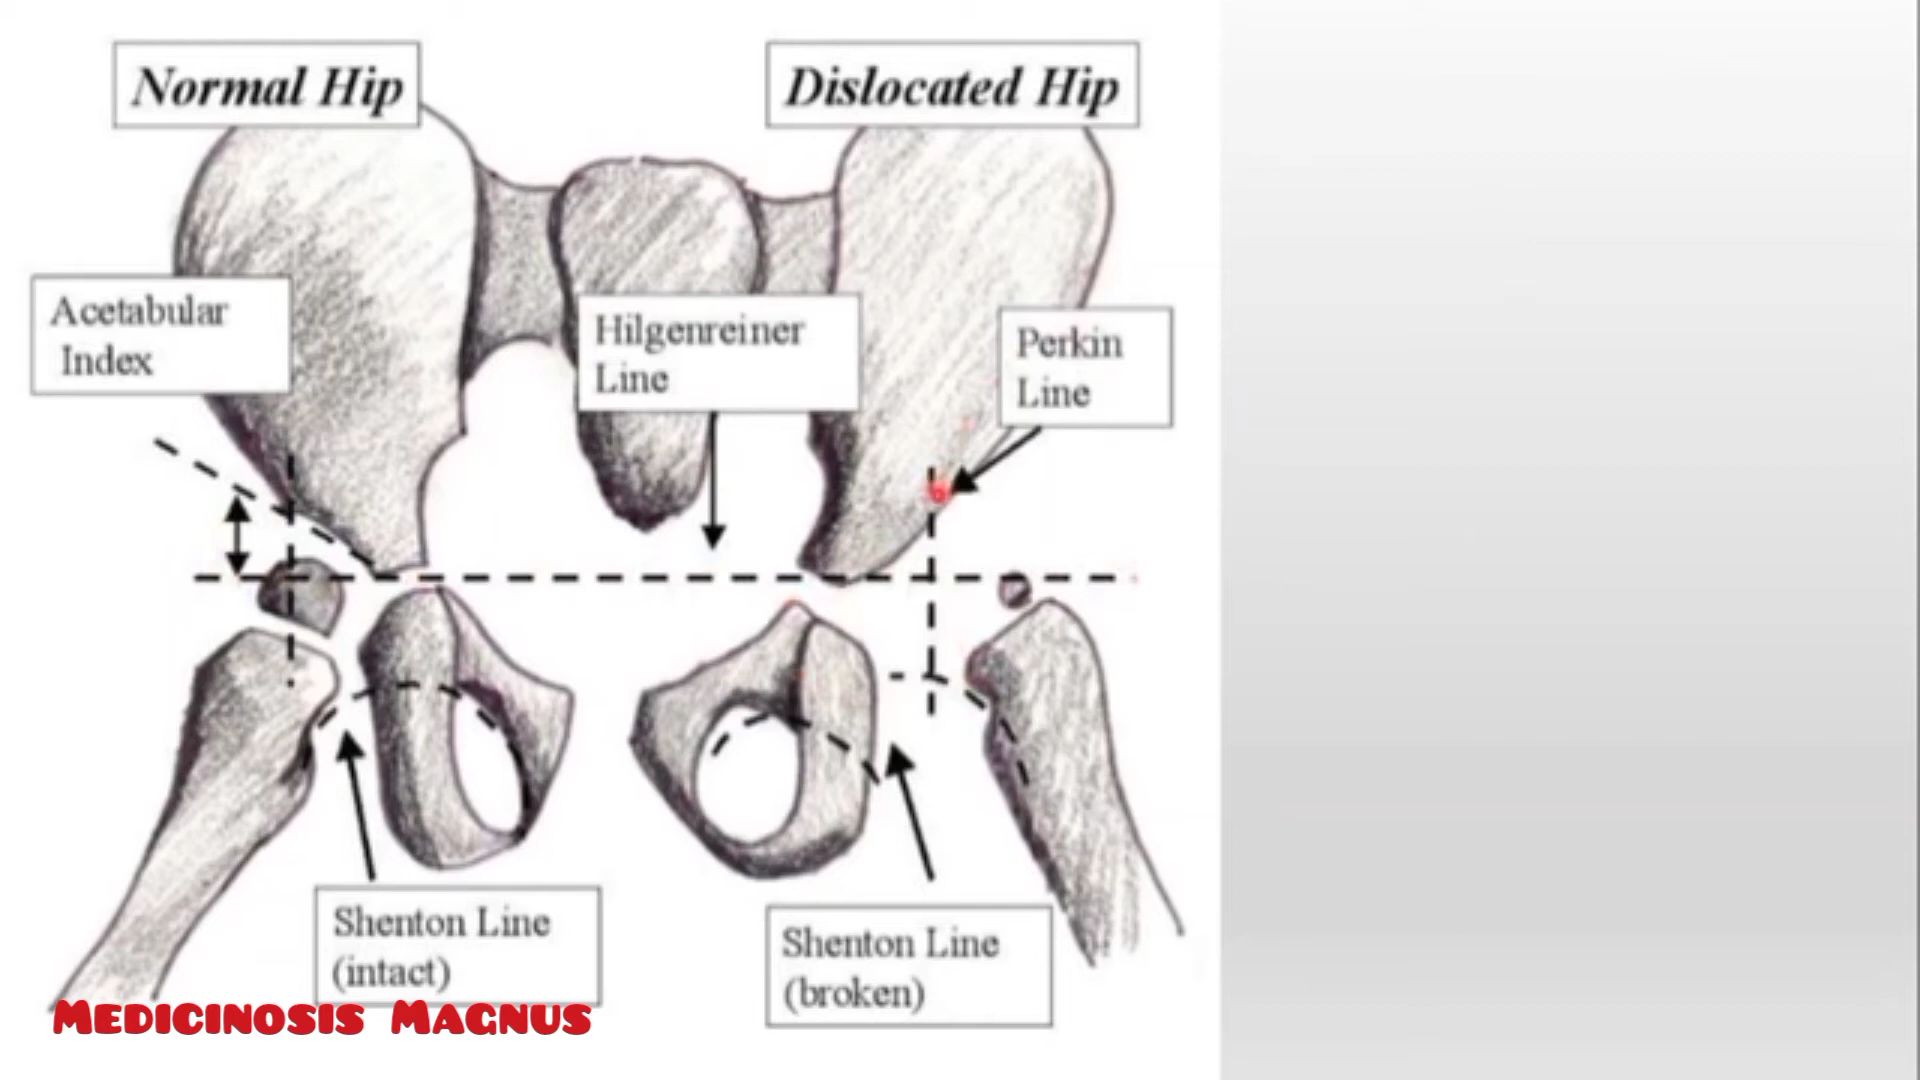 Normal Hip
Dislocated Hip
Acetabular
Index
Hilgenreiner
Line
Perkin
Line
Shenton Line
(intact)
Shenton Line
(broken)
MEDICINOSIS MAGNUS